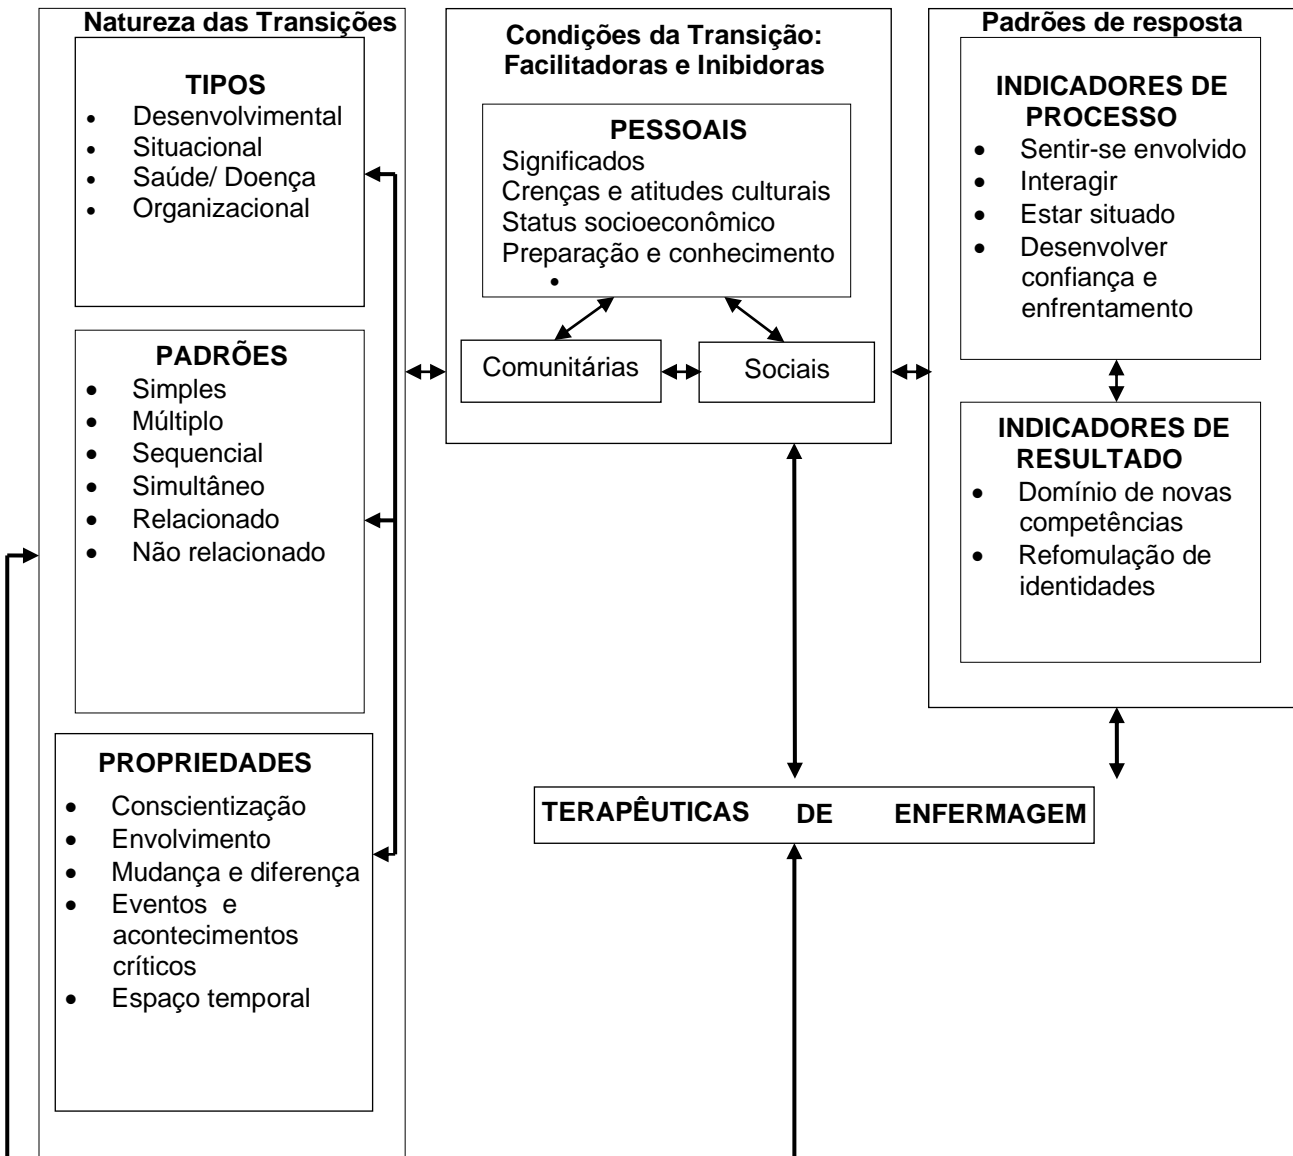 Natureza das Transições
TIPOS
• Desenvolvimental
• Situacional
• Saúde/ Doença
• Organizacional
PADRÕES
• Simples
• Múltiplo
• Sequencial
• Simultâneo
• Relacionado
• Não relacionado
PROPRIEDADES
• Conscientização
• Envolvimento
• Mudança e diferença
• Eventos e
acontecimentos
críticos
• Espaço temporal
Condições da Transição:
Facilitadoras e Inibidoras
PESSOAIS
Significados
Crenças e atitudes culturais
Status socioeconômico
Preparação e conhecimento
•
Comunitárias
Sociais
Padrões de resposta
INDICADORES DE
PROCESSO
• Sentir-se envolvido
• Interagir
• Estar situado
• Desenvolver
confiança e
enfrentamento
INDICADORES DE
RESULTADO
• Domínio de novas
competências
• Refomulação de
identidades
TERAPÊUTICAS DE ENFERMAGEM